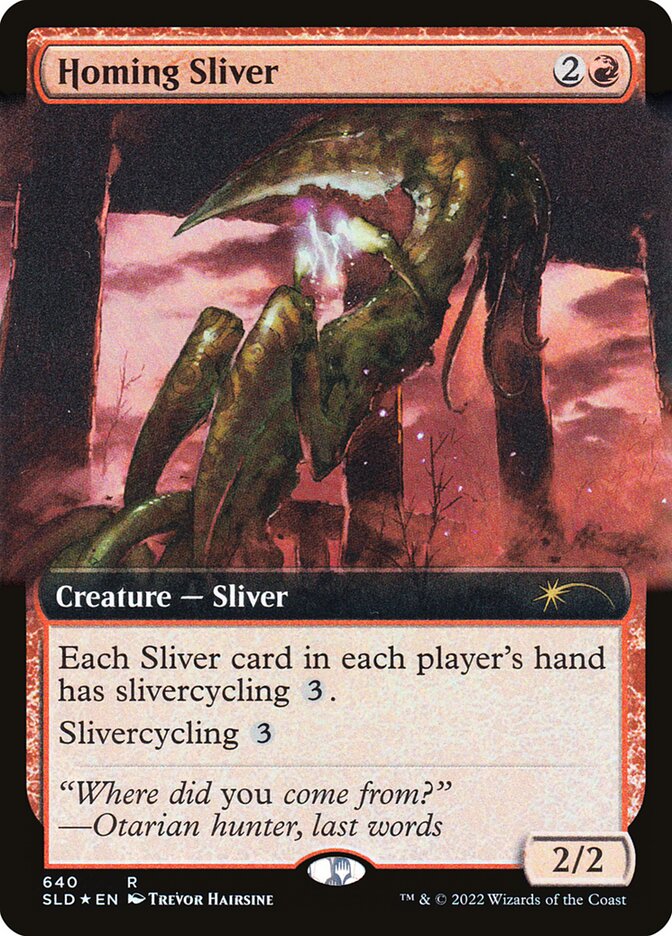 Homing Sliver 2
Creature — Sliver
Each Sliver card in each player's hand
has slivercycling 3.
Slivercycling 3
"Where did you come from?"
—Otarian hunter, last words
2/2
640 R
SLD ★ EN Trevor Hairsine
™ & © 2022 Wizards of the Coast